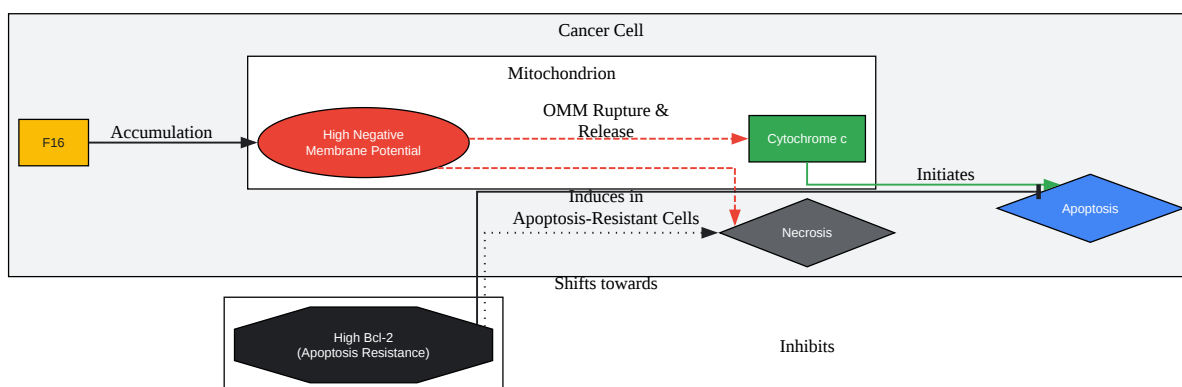 Cancer Cell
Mitochondrion
F16
Accumulation
High Negative
Membrane Potential
OMM Rupture &
Release
Cytochrome c
Initiates
Induces in
Apoptosis-Resistant Cells
Necrosis
Apoptosis
Shifts towards
High Bcl-2
(Apoptosis Resistance)
Inhibits